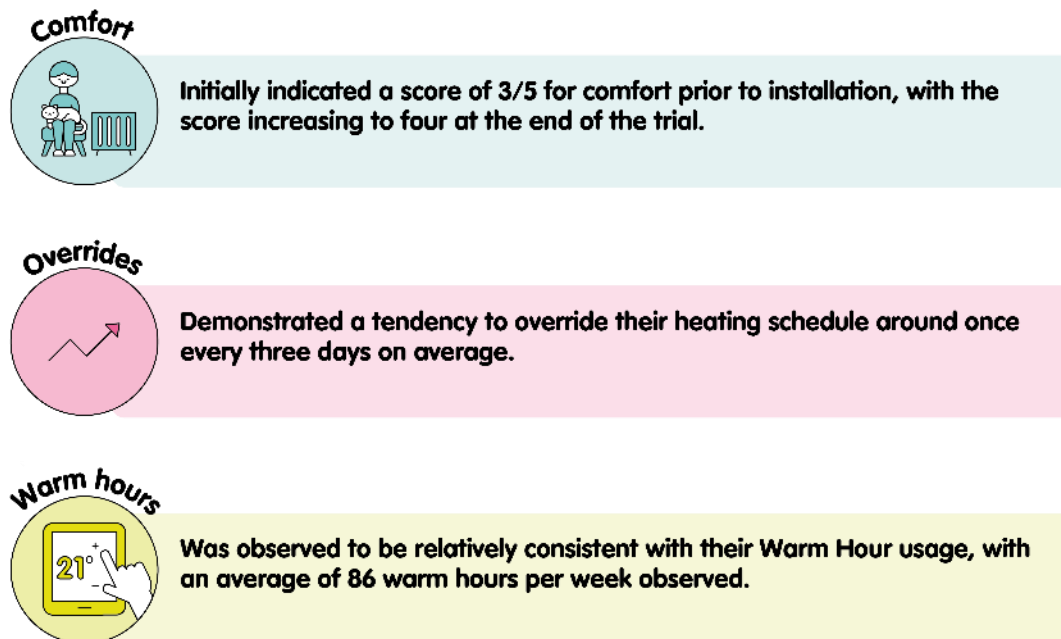 Comfort
Initially indicated a score of 3/5 for comfort prior to installation, with the
score increasing to four at the end of the trial.
Overrides
Demonstrated a tendency to override their heating schedule around once
every three days on average.
Warm hours
21°
+
-
Was observed to be relatively consistent with their Warm Hour usage, with
an average of 86 warm hours per week observed.